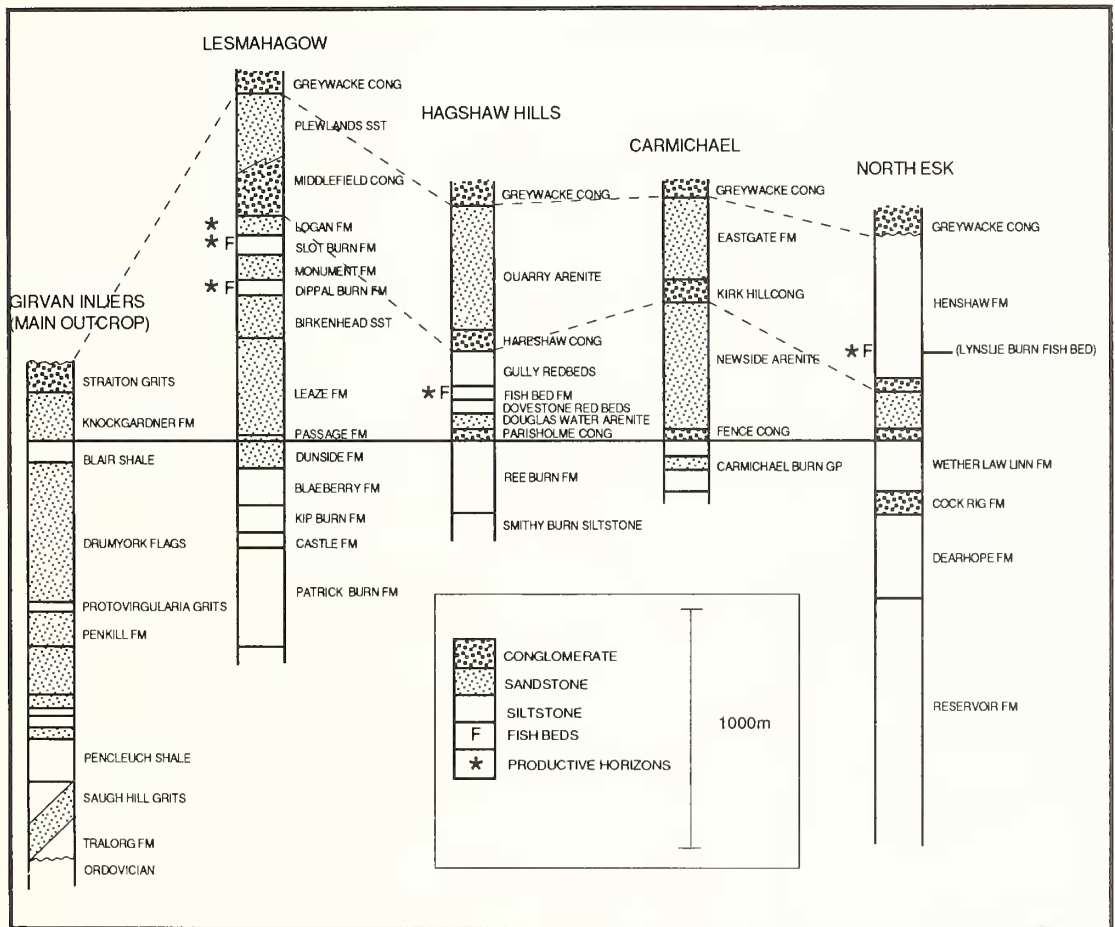 LESMAHAGOW
GREYWACKE CONG
PLEWLANDS SST
MIDDLEFIELD CONG
* LOGAN FM
* F SLOT BURN FM
MONUMENT FM
* F DIPPAL BURN FM
BIRKENHEAD SST
LEAZE FM
PASSAGE FM
DUNSIDE FM
BLAEBERRY FM
KIP BURN FM
CASTLE FM
PATRICK BURN FM
HAGSHAW HILLS
GREYWACKE CONG
QUARRY ARENITE
HARESHAW CONG
GULLY REDBEDS
* F FISH BED FM
DOVESTONE RED BEDS
DOUGLAS WATER ARENITE
PARISHOLME CONG
REE BURN FM
SMITHY BURN SILTSTONE
CARMICHAEL
GREYWACKE CONG
EASTGATE FM
KIRK HILLCONG
NEWSIDE ARENITE
FENCE CONG
CARMICHAEL BURN GP
NORTH ESK
GREYWACKE CONG
HENSHAW FM
* F (LYNSLIE BURN FISH BED)
WETHER LAW LINN FM
COCK RIG FM
DEARHOPE FM
RESERVOIR FM
GIRVAN INLIERS
(MAIN OUTCROP)
STRAITON GRITS
KNOCKGARDNER FM
BLAIR SHALE
DRUMYORK FLAGS
PROTOVIRGULARIA GRITS
PENKILL FM
PENCLEUCH SHALE
SAUGH HILL GRITS
TRALORG FM
ORDOVICIAN
CONGLOMERATE
SANDSTONE
SILTSTONE
F FISH BEDS
* PRODUCTIVE HORIZONS
1000m